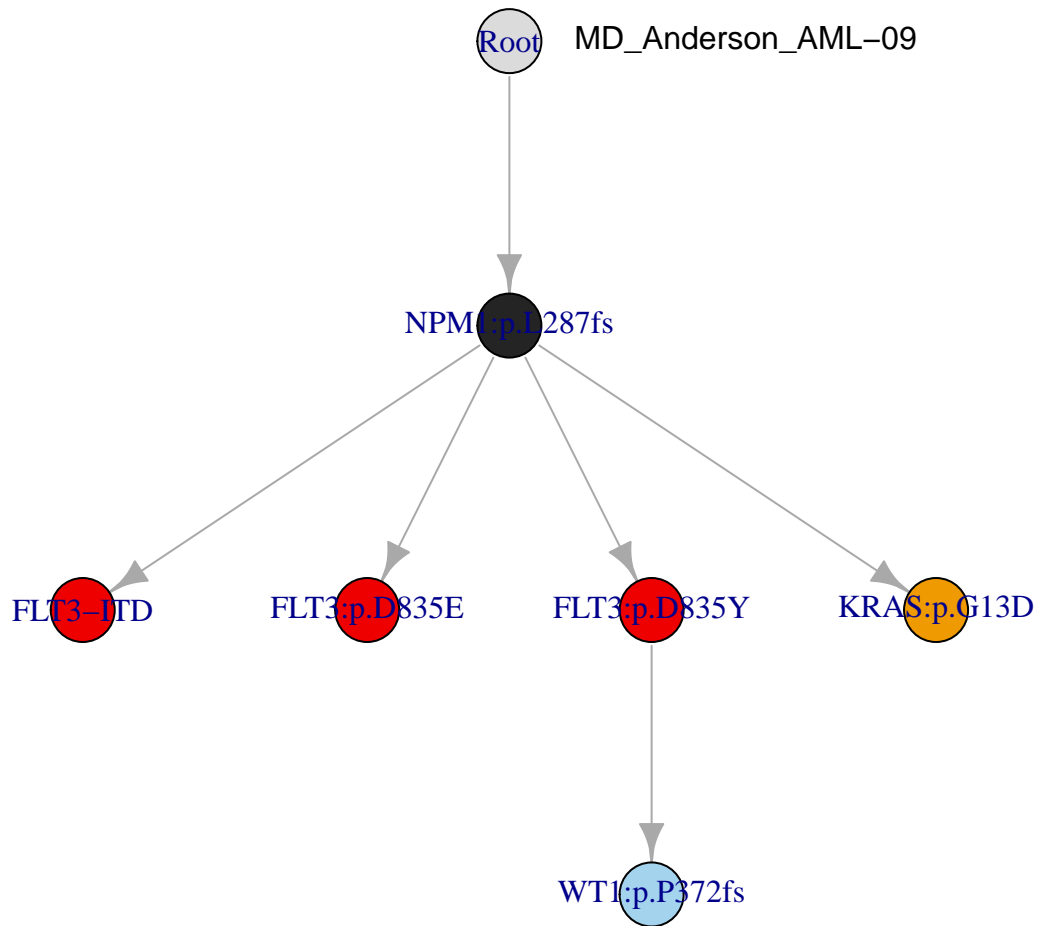 Root
MD_Anderson_AML−09
NPM1:p.L287fs
FLT3−ITD
FLT3:p.D835E
FLT3:p.D835Y
KRAS:p.G13D
WT1:p.P372fs